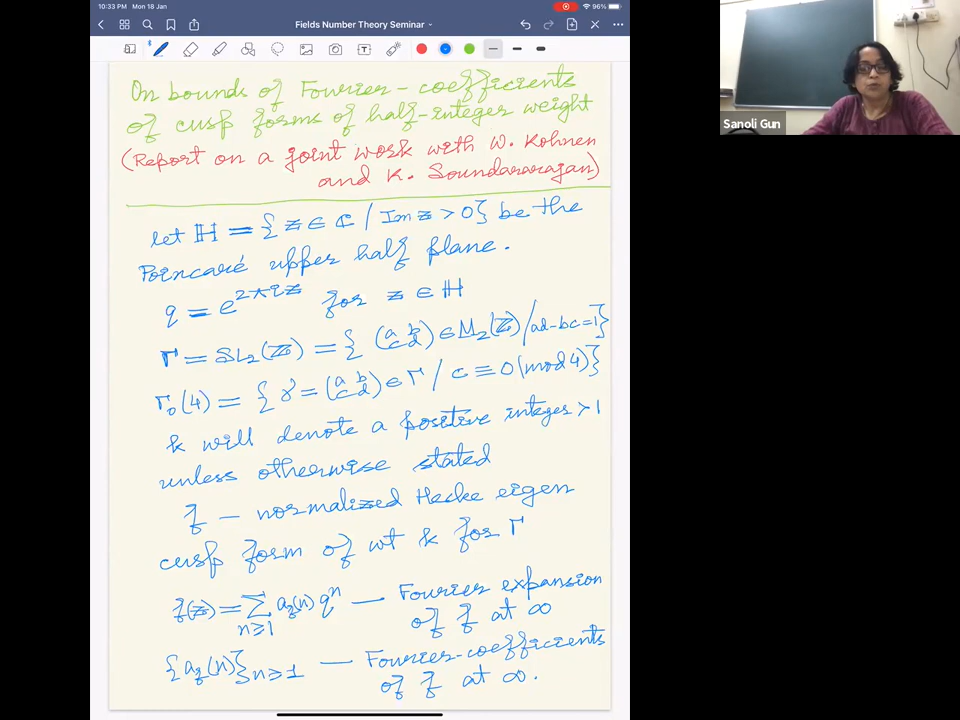 10:33 PM Mon 18 Jan
96%
Fields Number Theory Seminar
On bounds of Fourier-coefficients
of cusp forms of half-integer weight
(Report on a joint work with W. Kohnen
and K. Soundararajan)
let ℍ = {z ∈ ℂ / Im z > 0} be the
Poincaré upper half plane.
q = e^{2πiz} for z ∈ ℍ
Γ = SL₂(ℤ) = {(a b; c d) ∈ M₂(ℤ) / ad-bc=1}
Γ₀(4) = {γ = (a b; c d) ∈ Γ / c ≡ 0 (mod 4)}
k will denote a positive integer > 1
unless otherwise stated
f — normalized Hecke eigen
cusp form of wt k for Γ
f(z) = ∑_{n≥1} a_f(n) q^n — Fourier expansion
of f at ∞
{a_f(n)}_{n≥1} — Fourier-coefficients
of f at ∞.
Sanoli Gun